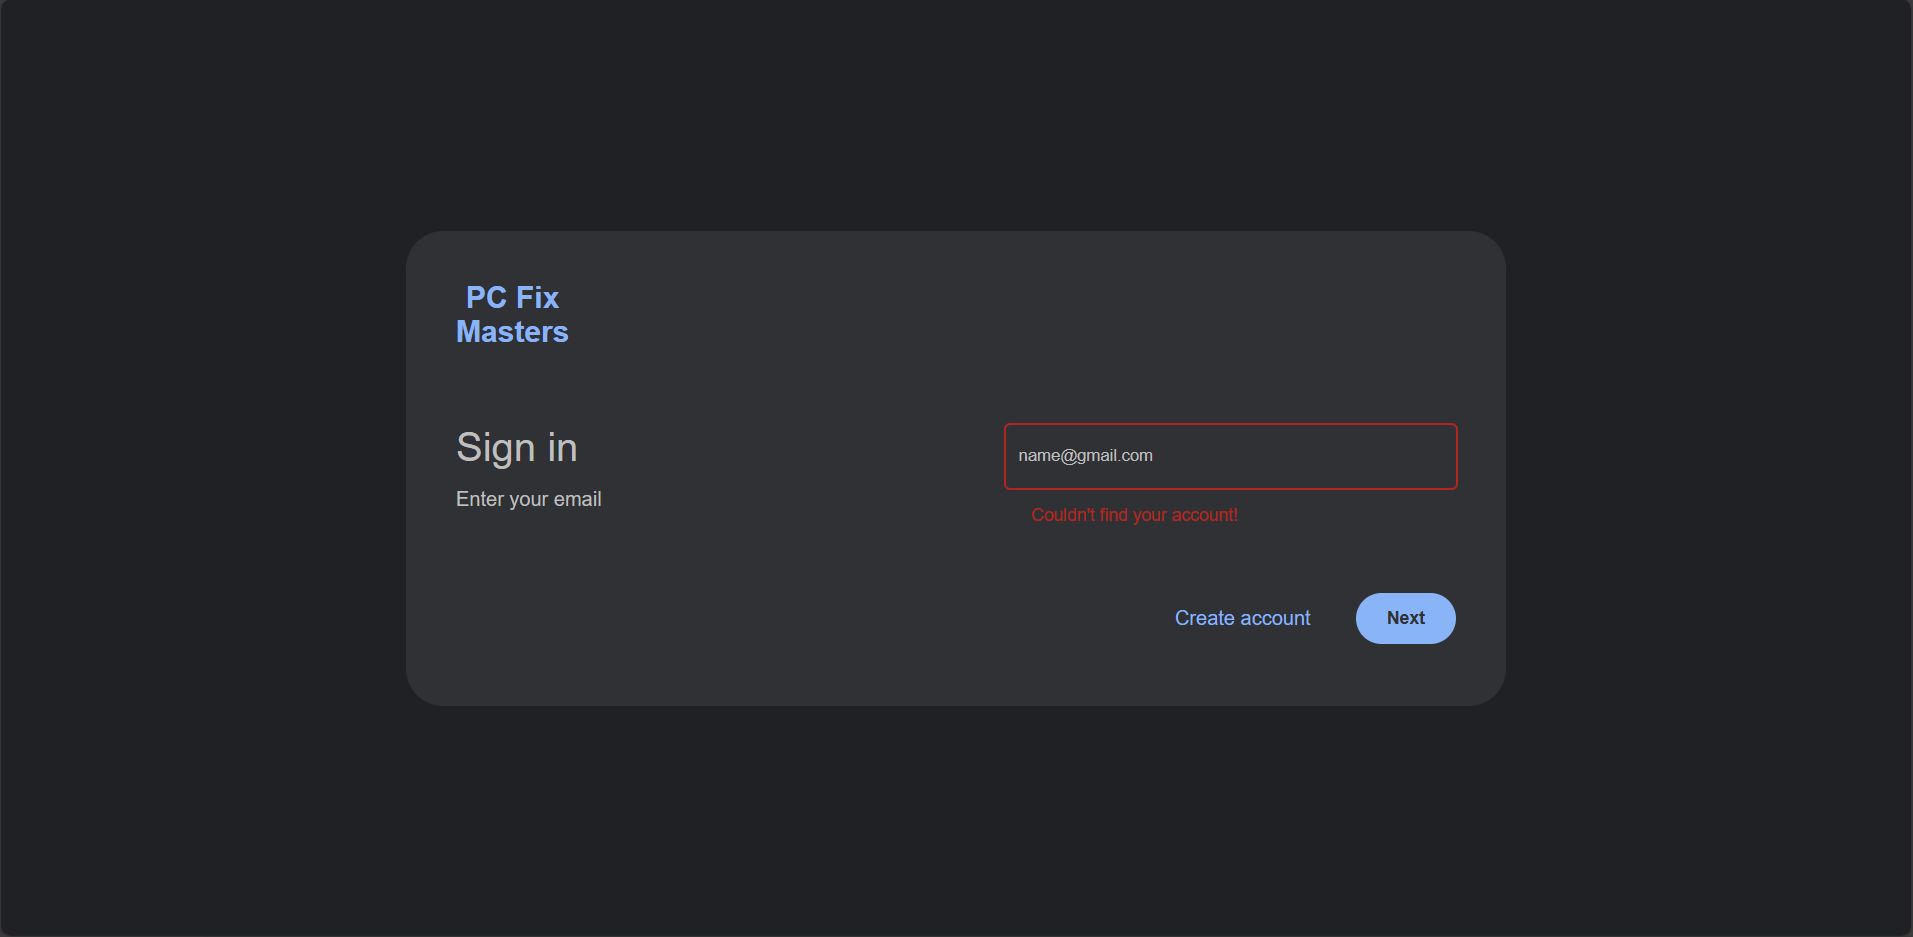 PC Fix
Masters
Sign in
Enter your email
name@gmail.com
Couldn't find your account!
Create account
Next